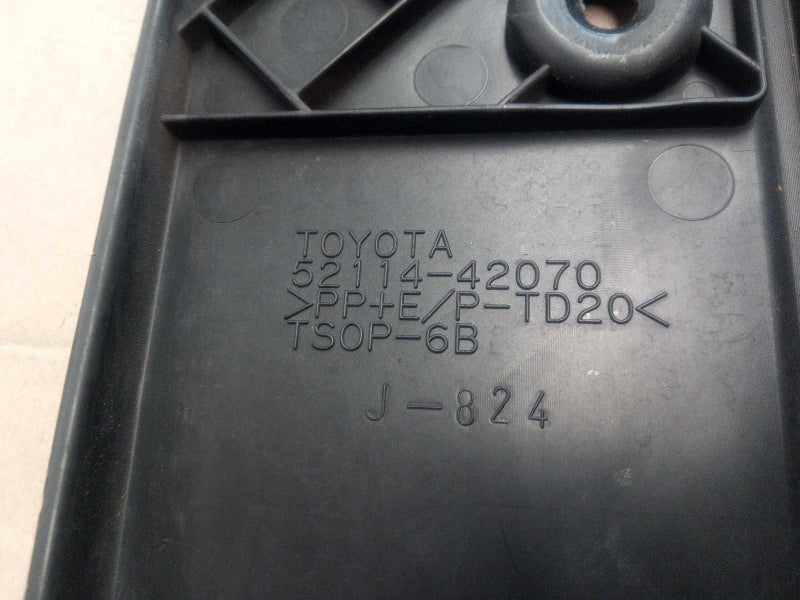 TOYOTA
52114-42070
>PP+E/P-TD20<
TSOP-6B
J-824